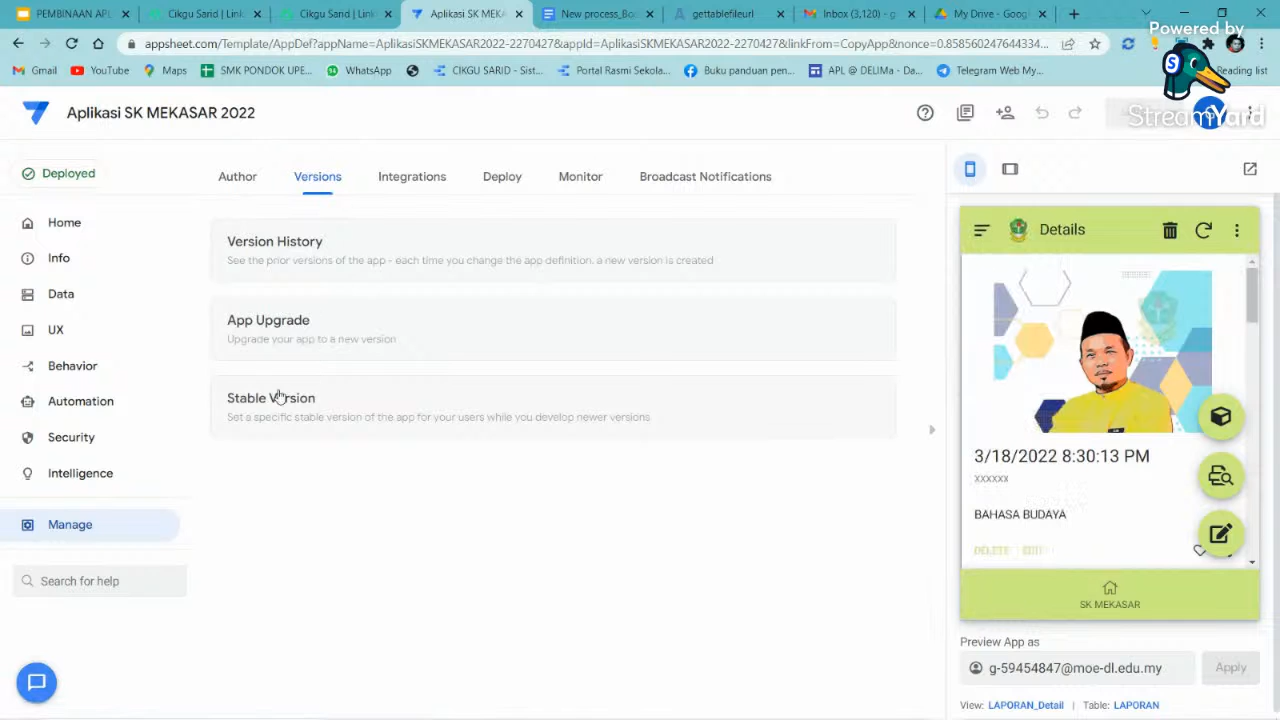 PEMBINAAN APL
Cikgu Sarid | Link
Cikgu Sarid | Link
Aplikasi SK MEK
New process_Bo
gettablefileurl
Inbox (3,120) - g
My Drive - Goog
Powered by
appsheet.com/Template/AppDef?appName=AplikasiSKMEKASAR2022-2270427&appId=AplikasiSKMEKASAR2022-2270427&linkFrom=CopyApp&nonce=0.858560247644334...
Gmail
YouTube
Maps
SMK PONDOK UPE...
WhatsApp
CIKGU SARID - Sist...
Portal Rasmi Sekola...
Buku panduan pen...
APL @ DELIMa - Da...
Telegram Web My...
Reading list
StreamYard
Aplikasi SK MEKASAR 2022
Deployed
Author
Versions
Integrations
Deploy
Monitor
Broadcast Notifications
Home
Info
Data
UX
Behavior
Automation
Security
Intelligence
Manage
Search for help
Version History
See the prior versions of the app - each time you change the app definition, a new version is created
App Upgrade
Upgrade your app to a new version
Stable Version
Set a specific stable version of the app for your users while you develop newer versions
Details
3/18/2022 8:30:13 PM
xxxxxx
BAHASA BUDAYA
DELETE EDIT
SK MEKASAR
Preview App as
g-59454847@moe-dl.edu.my
Apply
View: LAPORAN_Detail | Table: LAPORAN